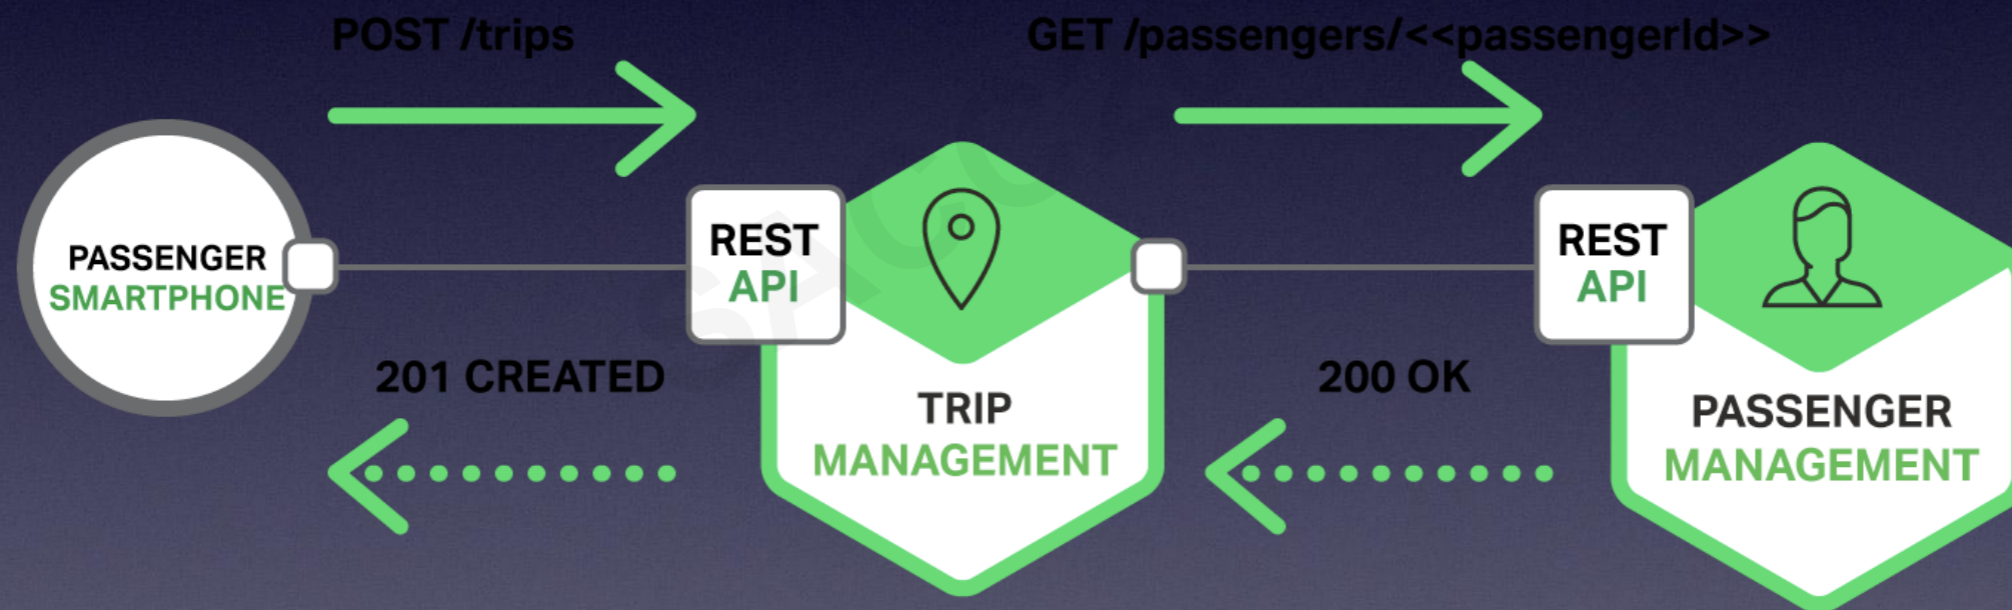 POST /trips
GET /passengers/<<passengerId>>
PASSENGER
SMARTPHONE
REST
API
REST
API
201 CREATED
200 OK
TRIP
MANAGEMENT
PASSENGER
MANAGEMENT